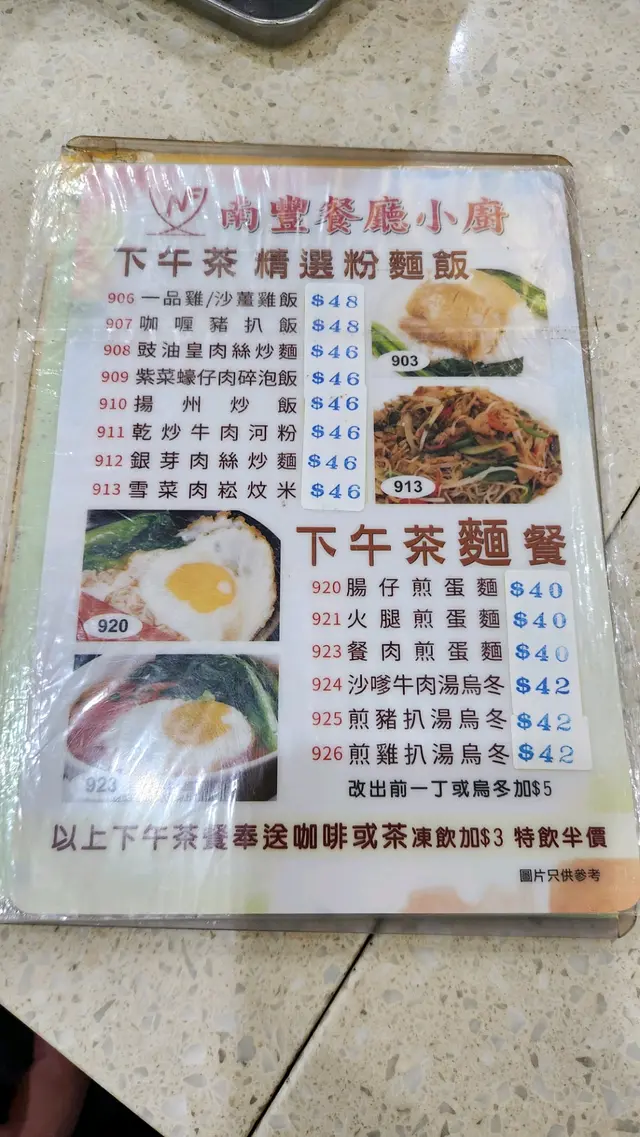 NF 南豐餐廳小廚
下午茶 精選粉麵飯
906 一品雞/沙薑雞飯 $48
907 咖喱豬扒飯 $48
908 豉油皇肉絲炒麵 $46
909 紫菜蠔仔肉碎泡飯 $46
910 揚州炒飯 $46
911 乾炒牛肉河粉 $46
912 銀芽肉絲炒麵 $46
913 雪菜肉崧炆米 $46
903
913
下午茶麵餐
920 腸仔煎蛋麵 $40
921 火腿煎蛋麵 $40
923 餐肉煎蛋麵 $40
924 沙嗲牛肉湯烏冬 $42
925 煎豬扒湯烏冬 $42
926 煎雞扒湯烏冬 $42
改出前一丁或烏冬加$5
920
923
以上下午茶餐奉送咖啡或茶凍飲加$3 特飲半價
圖片只供參考